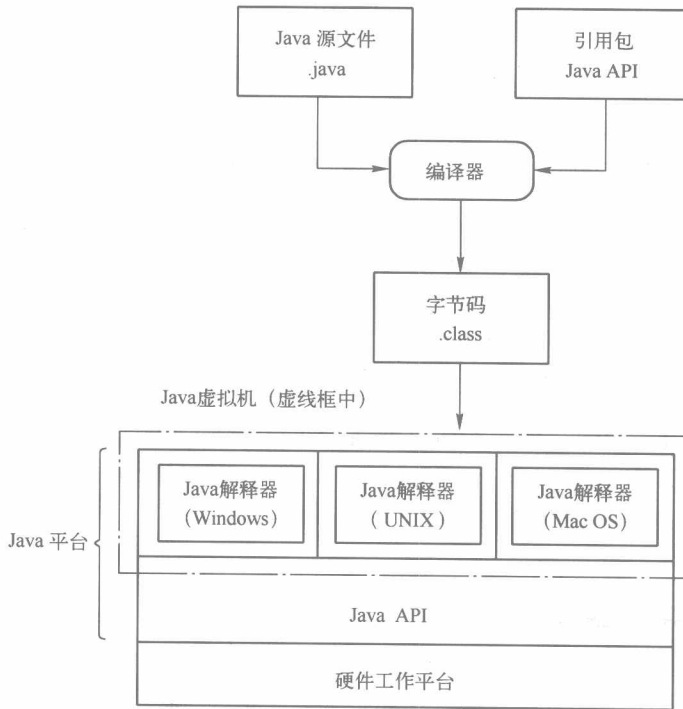 Java 源文件
.java
引用包
Java API
编译器
字节码
.class
Java虚拟机（虚线框中）
Java解释器
（Windows）
Java解释器
（ UNIX ）
Java解释器
（Mac OS）
Java 平台
Java API
硬件工作平台